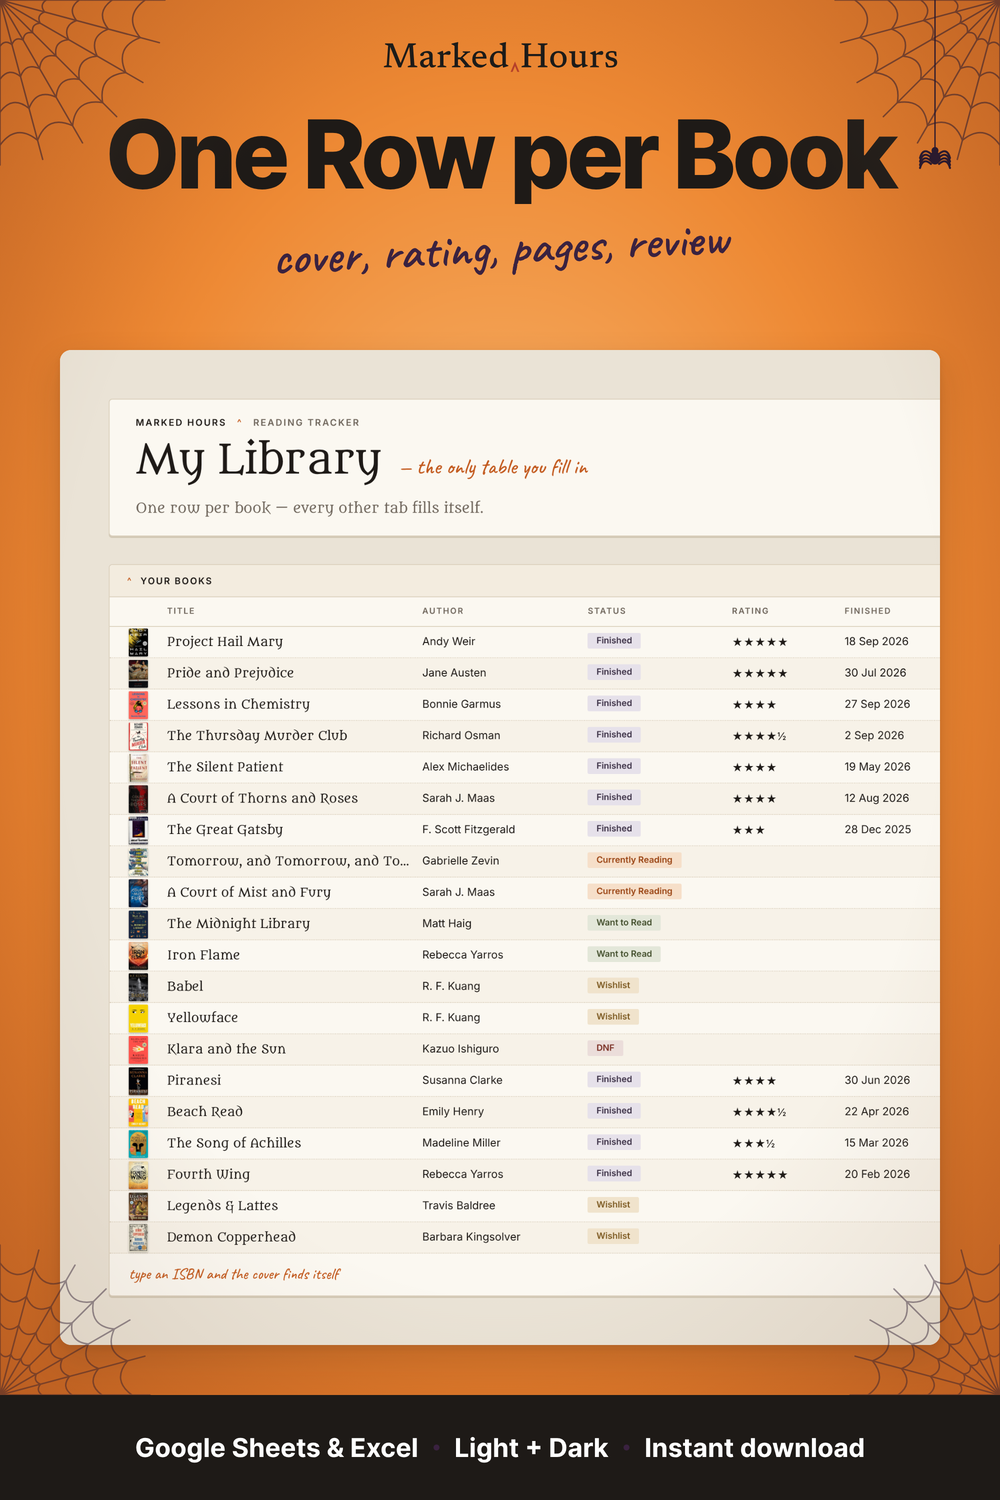 Marked^Hours
One Row per Book
cover, rating, pages, review
MARKED HOURS ^ READING TRACKER
My Library — the only table you fill in
One row per book — every other tab fills itself.
^ YOUR BOOKS
TITLE AUTHOR STATUS RATING FINISHED
Project Hail Mary Andy Weir Finished ★★★★★ 18 Sep 2026
Pride and Prejudice Jane Austen Finished ★★★★★ 30 Jul 2026
Lessons in Chemistry Bonnie Garmus Finished ★★★★ 27 Sep 2026
The Thursday Murder Club Richard Osman Finished ★★★★½ 2 Sep 2026
The Silent Patient Alex Michaelides Finished ★★★★ 19 May 2026
A Court of Thorns and Roses Sarah J. Maas Finished ★★★★ 12 Aug 2026
The Great Gatsby F. Scott Fitzgerald Finished ★★★ 28 Dec 2025
Tomorrow, and Tomorrow, and To... Gabrielle Zevin Currently Reading
A Court of Mist and Fury Sarah J. Maas Currently Reading
The Midnight Library Matt Haig Want to Read
Iron Flame Rebecca Yarros Want to Read
Babel R. F. Kuang Wishlist
Yellowface R. F. Kuang Wishlist
Klara and the Sun Kazuo Ishiguro DNF
Piranesi Susanna Clarke Finished ★★★★ 30 Jun 2026
Beach Read Emily Henry Finished ★★★★½ 22 Apr 2026
The Song of Achilles Madeline Miller Finished ★★★½ 15 Mar 2026
Fourth Wing Rebecca Yarros Finished ★★★★★ 20 Feb 2026
Legends & Lattes Travis Baldree Wishlist
Demon Copperhead Barbara Kingsolver Wishlist
type an ISBN and the cover finds itself
Google Sheets & Excel • Light + Dark • Instant download